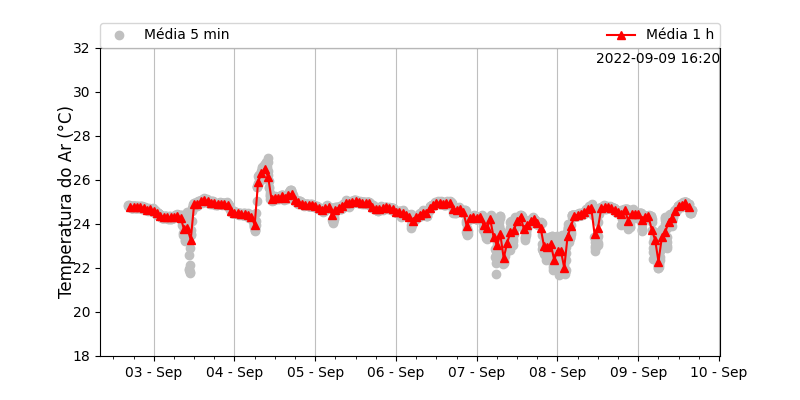 Média 5 min
Média 1 h
2022-09-09 16:20
Temperatura do Ar (°C)
32
30
28
26
24
22
20
18
03 - Sep
04 - Sep
05 - Sep
06 - Sep
07 - Sep
08 - Sep
09 - Sep
10 - Sep